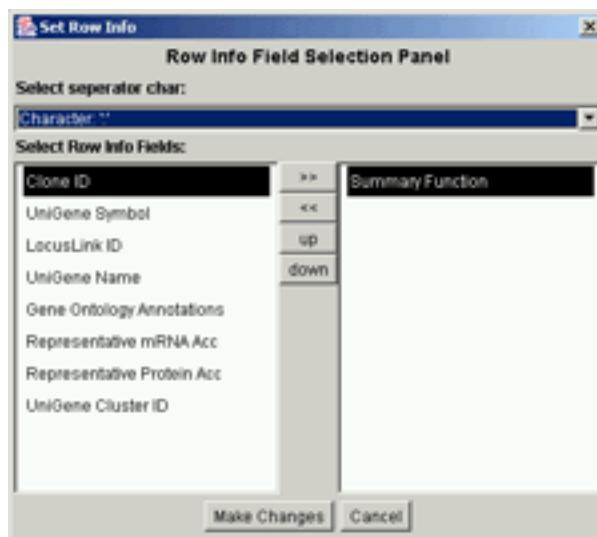 Set Row Info
Row Info Field Selection Panel
Select seperator char:
Character:
Select Row Info Fields:
Clone ID
UniGene Symbol
LocusLink ID
UniGene Name
Gene Ontology Annotations
Representative mRNA Acc
Representative Protein Acc
UniGene Cluster ID
>>
<<
up
down
Summary Function
Make Changes
Cancel